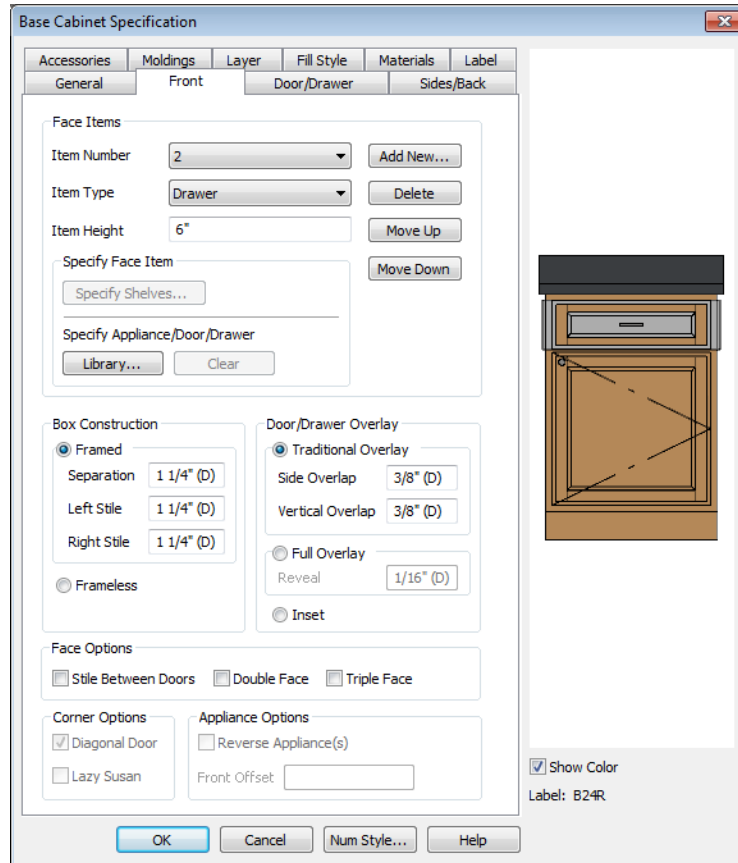 Base Cabinet Specification
Accessories Moldings Layer Fill Style Materials Label
General Front Door/Drawer Sides/Back
Face Items
Item Number 2 Add New...
Item Type Drawer Delete
Item Height 6" Move Up
Specify Face Item Move Down
Specify Shelves...
Specify Appliance/Door/Drawer
Library... Clear
Box Construction Door/Drawer Overlay
Framed Traditional Overlay
Separation 1 1/4" (D) Side Overlap 3/8" (D)
Left Stile 1 1/4" (D) Vertical Overlap 3/8" (D)
Right Stile 1 1/4" (D)
Full Overlay
Frameless Reveal 1/16" (D)
Inset
Face Options
Stile Between Doors Double Face Triple Face
Corner Options Appliance Options
Diagonal Door Reverse Appliance(s)
Lazy Susan Front Offset
Show Color
Label: B24R
OK Cancel Num Style... Help